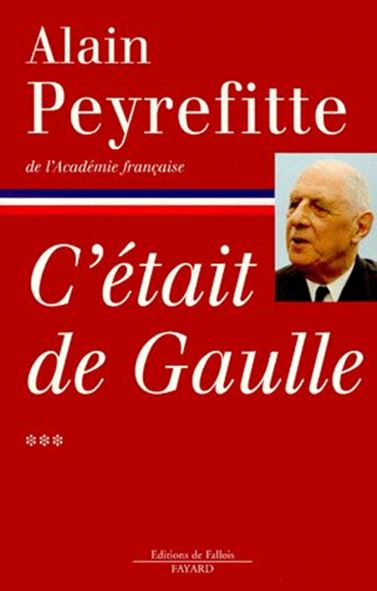 Alain
Peyrefitte
de l'Académie française
C'était
de Gaulle
***
Editions de Fallois
FAYARD